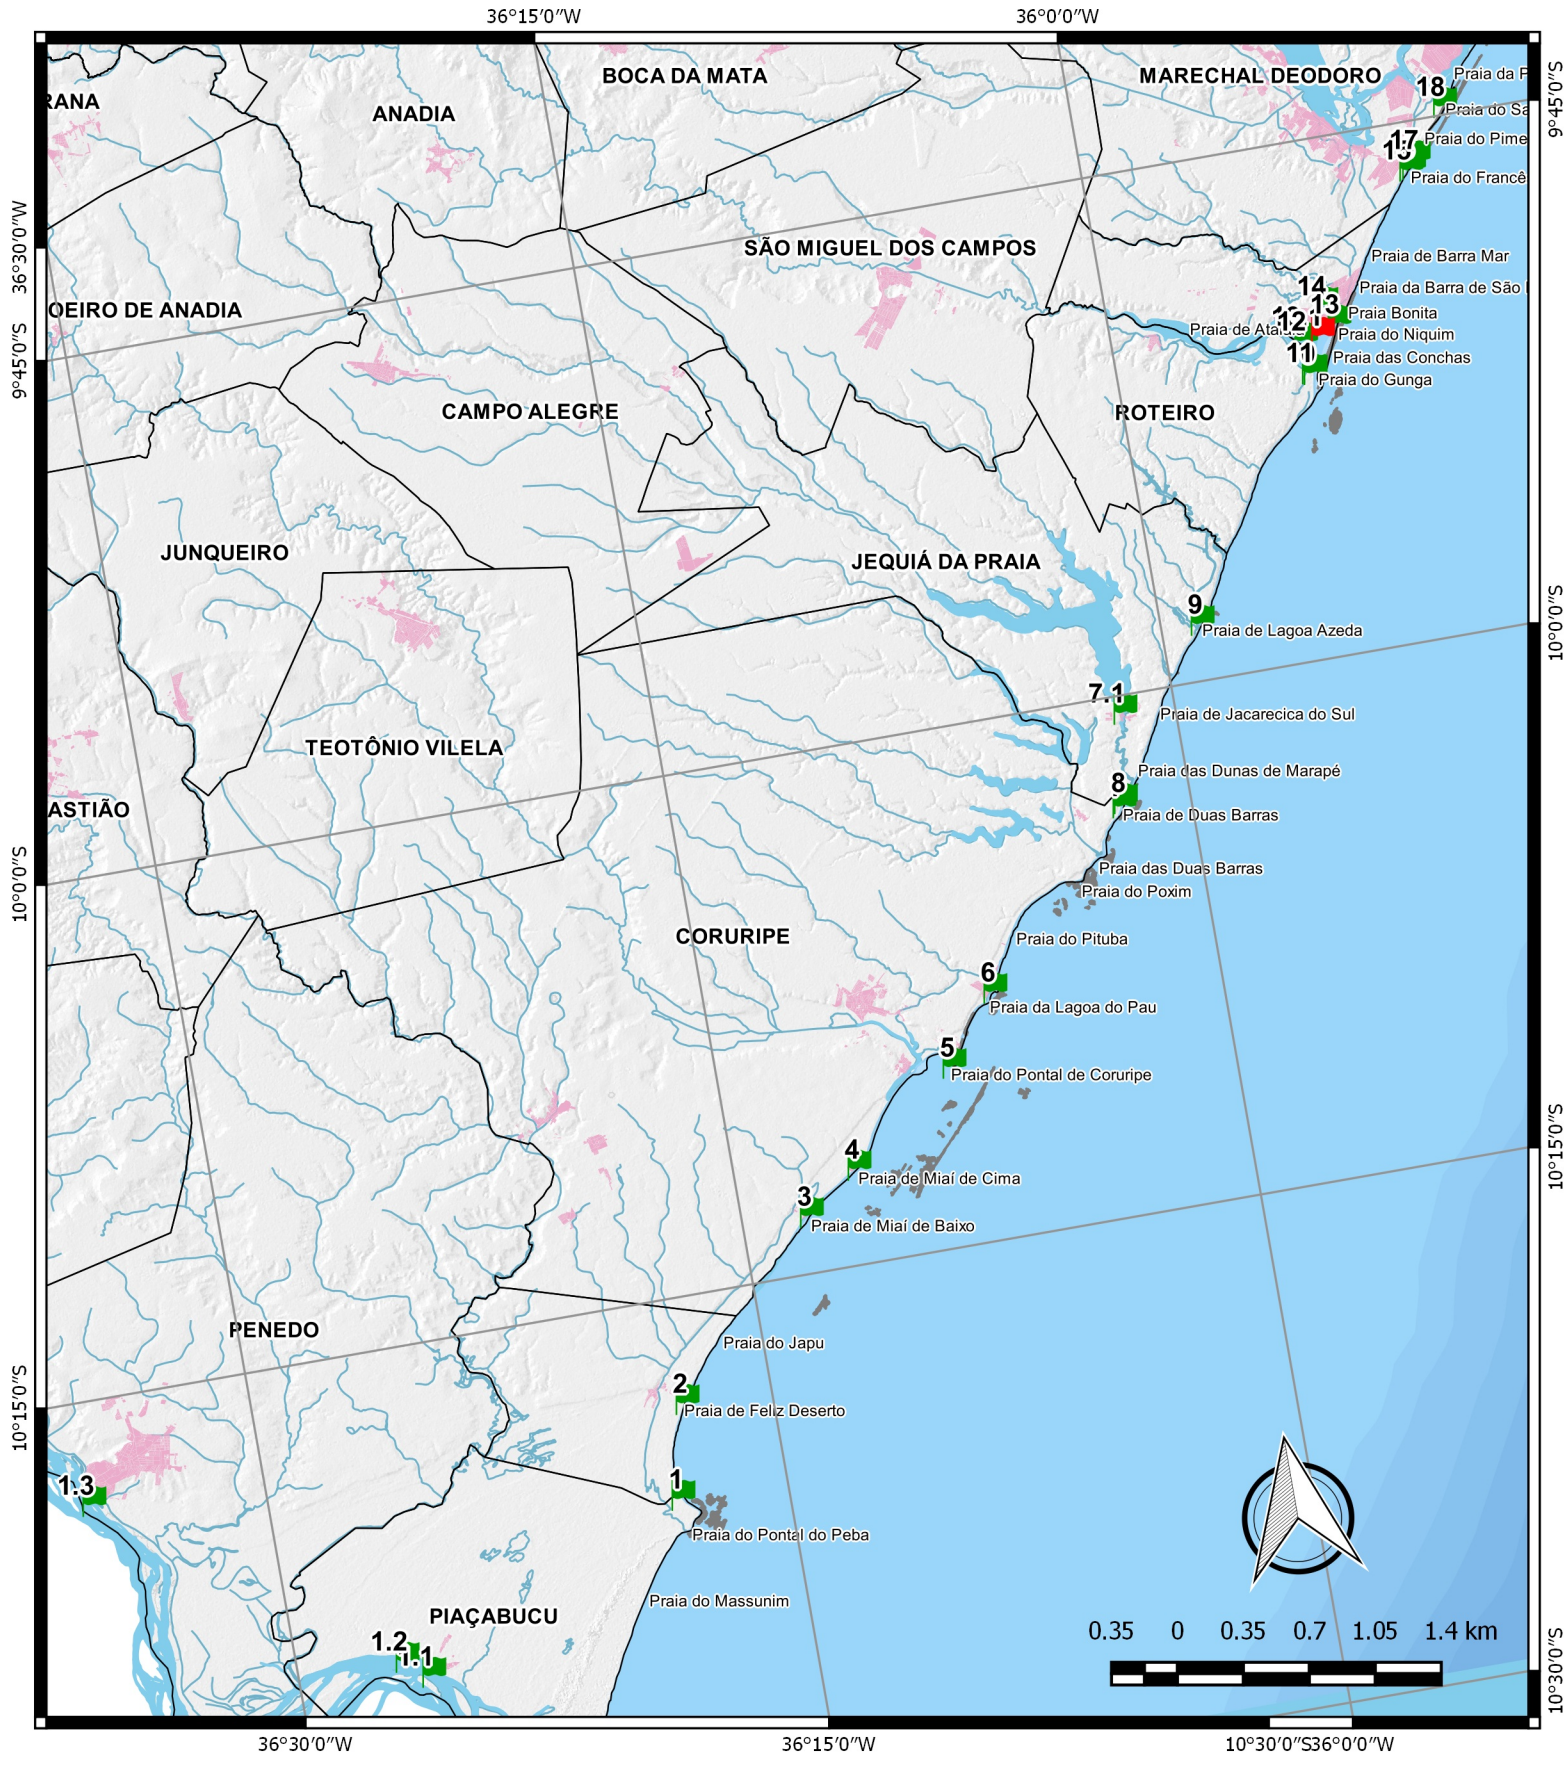 36°15'0"W
36°0'0"W
BOCA DA MATA
MARECHAL DEODORO
Praia da P
RANA
ANADIA
18
Praia do Sa
9°45'0"S
17
Praia do Pime
Praia do Francê
36°30'0"W
SÃO MIGUEL DOS CAMPOS
Praia de Barra Mar
14
Praia da Barra de São
OEIRO DE ANADIA
13
Praia Bonita
12
Praia de
Praia do Niquim
9°45'0"S
11
Praia das Conchas
Praia do Gunga
CAMPO ALEGRE
ROTEIRO
JUNQUEIRO
JEQUIÁ DA PRAIA
9
Praia de Lagoa Azeda
10°0'0"S
7.1
Praia de Jacarecica do Sul
TEOTÔNIO VILELA
Praia das Dunas de Marapé
8
Praia de Duas Barras
ASTIÃO
Praia das Duas Barras
Praia do Poxim
10°0'0"S
CORURIPE
Praia do Pituba
6
Praia da Lagoa do Pau
5
Praia do Pontal de Coruripe
10°15'0"S
4
Praia de Miaí de Cima
3
Praia de Miaí de Baixo
PENEDO
Praia do Japu
2
Praia de Feliz Deserto
10°15'0"S
1
1.3
Praia do Pontal do Peba
Praia do Massunim
PIAÇABUCU
1.2
1.1
0.35 0 0.35 0.7 1.05 1.4 km
10°30'0"S
36°30'0"W
36°15'0"W
10°30'0"S
36°0'0"W